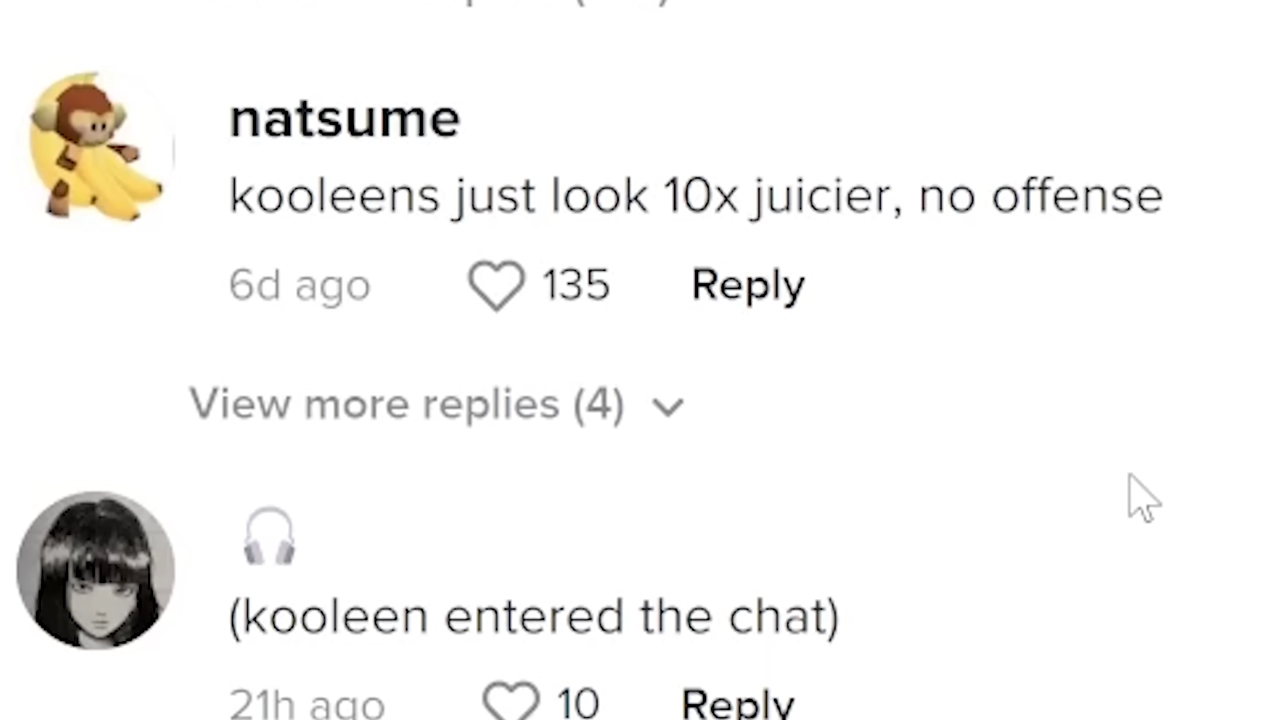 natsume
kooleens just look 10x juicier, no offense
6d ago 135 Reply
View more replies (4)
🎧
(kooleen entered the chat)
21h ago 10 Reply